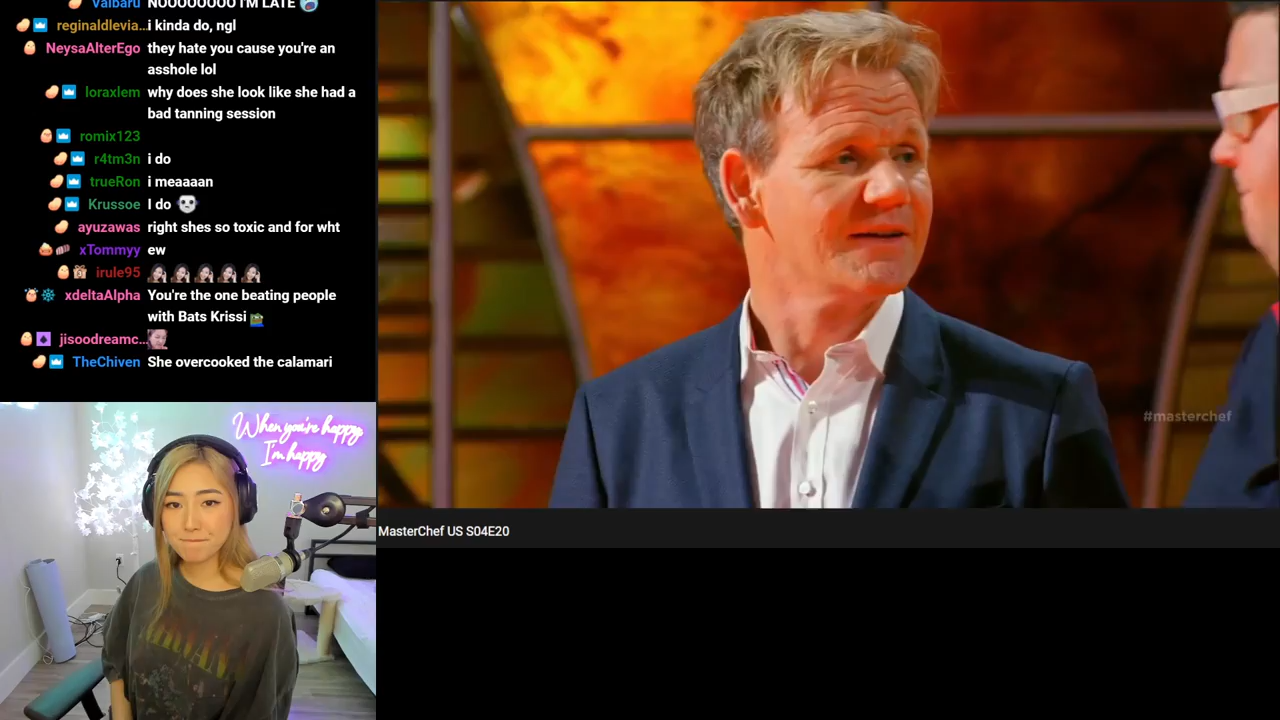 Valbaru NOOOOOOOO I'M LATE
reginaldlevia... i kinda do, ngl
NeysaAlterEgo they hate you cause you're an
asshole lol
loraxlem why does she look like she had a
bad tanning session
romix123
r4tm3n i do
trueRon i meaaaan
Krussoe I do
ayuzawas right shes so toxic and for wht
xTommyy ew
irule95
xdeltaAlpha You're the one beating people
with Bats Krissi
jisoodreamc...
TheChiven She overcooked the calamari
When you're happy,
I'm happy
#masterchef
MasterChef US S04E20